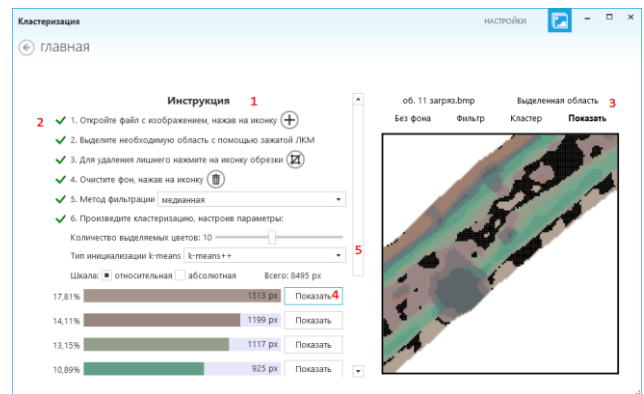 Кластеризация
НАСТРОЙКИ
главная
Инструкция 1
2 1. Откройте файл с изображением, нажав на иконку
2. Выделите необходимую область с помощью зажатой ЛКМ
3. Для удаления лишнего нажмите на иконку обрезки
4. Очистите фон, нажав на иконку
5. Метод фильтрации медианная
6. Произведите кластеризацию, настроив параметры:
Количество выделяемых цветов: 10
5
Тип инициализации k-means k-means++
Шкала: относительная абсолютная Всего: 8495 px
17,81% 1513 px Показать 4
14,11% 1199 px Показать
13,15% 1117 px Показать
10,89% 925 px Показать
об. 11 загряз.bmp Выделенная область 3
Без фона Фильтр Кластер Показать